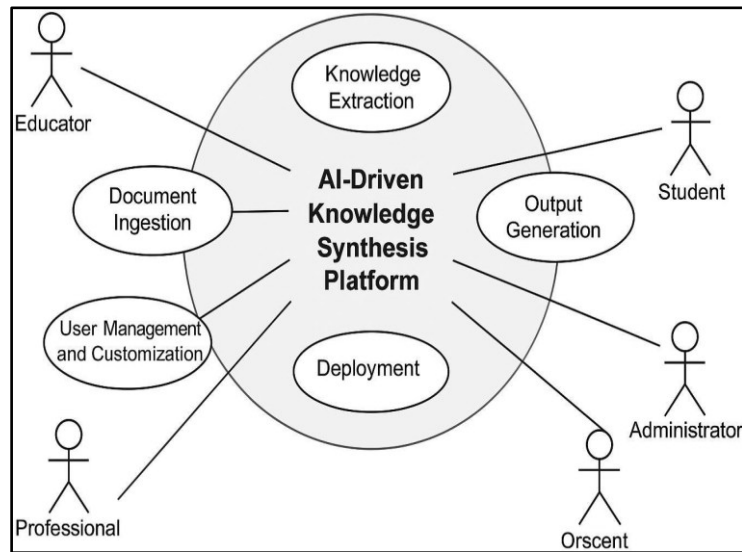 Educator
Knowledge
Extraction
Student
AI-Driven
Knowledge
Synthesis
Platform
Document
Ingestion
Output
Generation
User Management
and Customization
Deployment
Administrator
Professional
Orscent